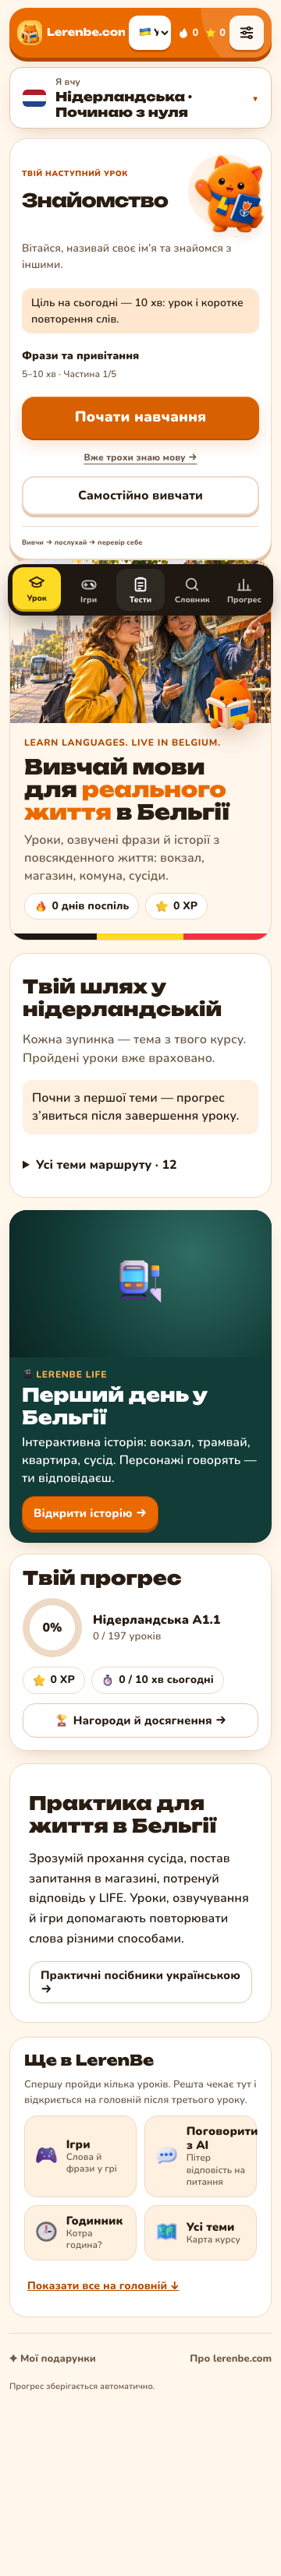 Lerenbe.com
0
0
Я вчу
Нідерландська ·
Починаю з нуля
ТВІЙ НАСТУПНИЙ УРОК
Знайомство
Вітайся, називай своє ім’я та знайомся з
іншими.
Ціль на сьогодні — 10 хв: урок і коротке
повторення слів.
Фрази та привітання
5–10 хв · Частина 1/5
Почати навчання
Вже трохи знаю мову →
Самостійно вивчати
Вивчи → послухай → перевір себе
Урок
Ігри
Тести
Словник
Прогрес
LEARN LANGUAGES. LIVE IN BELGIUM.
Вивчай мови
для реального
життя в Бельгії
Уроки, озвучені фрази й історії з
повсякденного життя: вокзал,
магазин, комуна, сусіди.
0 днів поспіль
0 XP
Твій шлях у
нідерландській
Кожна зупинка — тема з твого курсу.
Пройдені уроки вже враховано.
Почни з першої теми — прогрес
з’явиться після завершення уроку.
Усі теми маршруту · 12
LERENBE LIFE
Перший день у
Бельгії
Інтерактивна історія: вокзал, трамвай,
квартира, сусід. Персонажі говорять —
ти відповідаєш.
Відкрити історію →
Твій прогрес
0%
Нідерландська A1.1
0 / 197 уроків
0 XP
0 / 10 хв сьогодні
Нагороди й досягнення →
Практика для
життя в Бельгії
Зрозумій прохання сусіда, постав
запитання в магазині, потренуй
відповідь у LIFE. Уроки, озвучування
й ігри допомагають повторювати
слова різними способами.
Практичні посібники українською
→
Ще в LerenBe
Спершу пройди кілька уроків. Решта чекає тут і
відкриється на головній після третього уроку.
Ігри
Слова й
фрази у грі
Поговорити
з AI
Пітер
відповість на
питання
Годинник
Котра
година?
Усі теми
Карта курсу
Показати все на головній ↓
✦ Мої подарунки
Про lerenbe.com
Прогрес зберігається автоматично.